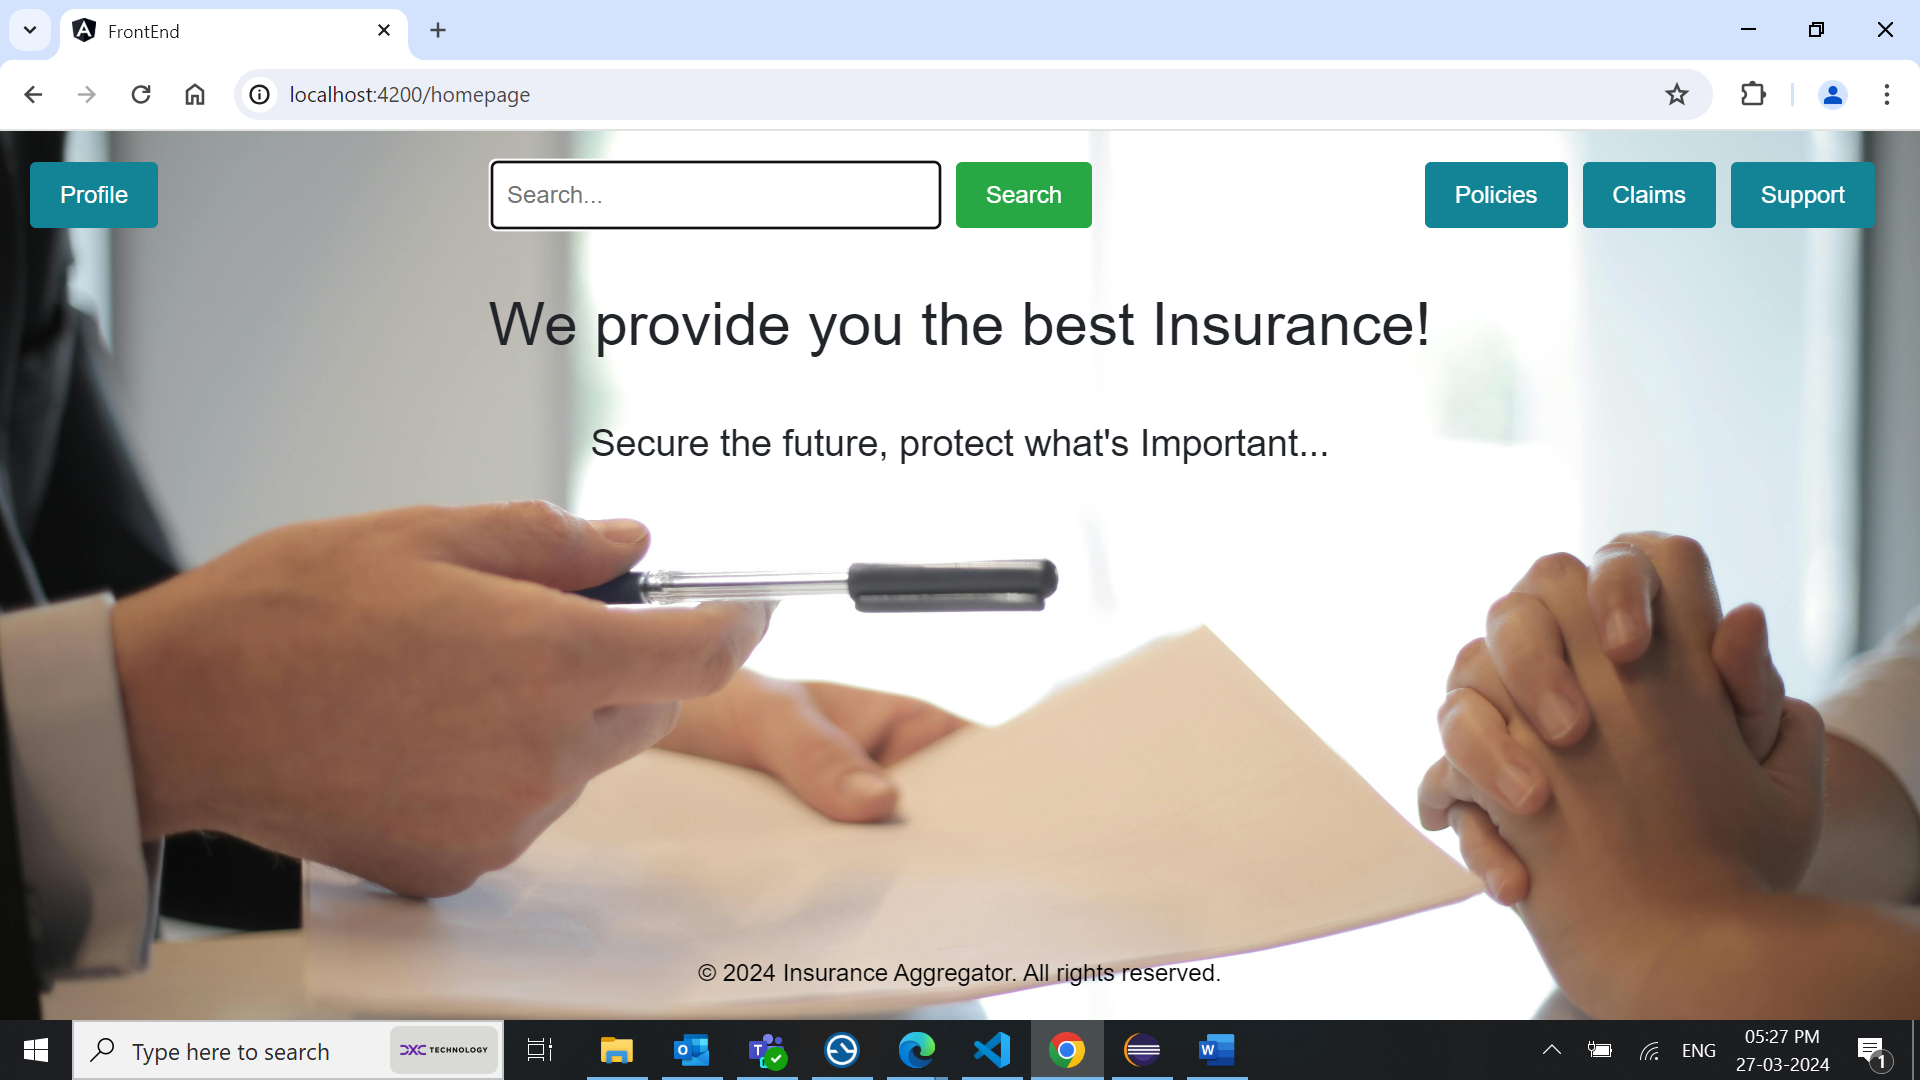 FrontEnd
localhost:4200/homepage
Profile
Search...
Search
Policies
Claims
Support
We provide you the best Insurance!
Secure the future, protect what's Important...
© 2024 Insurance Aggregator. All rights reserved.
Type here to search
DXC TECHNOLOGY
ENG
05:27 PM
27-03-2024
1